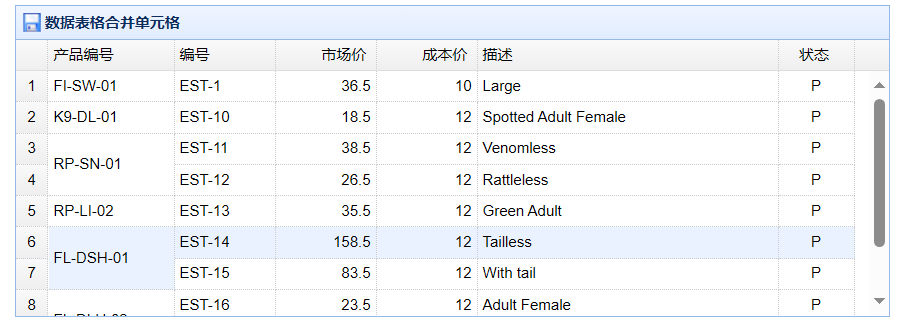 数据表格合并单元格
产品编号 编号 市场价 成本价 描述 状态
1 FI-SW-01 EST-1 36.5 10 Large P
2 K9-DL-01 EST-10 18.5 12 Spotted Adult Female P
3 RP-SN-01 EST-11 38.5 12 Venomless P
4 EST-12 26.5 12 Rattleless P
5 RP-LI-02 EST-13 35.5 12 Green Adult P
6 FL-DSH-01 EST-14 158.5 12 Tailless P
7 EST-15 83.5 12 With tail P
8 EST-16 23.5 12 Adult Female P